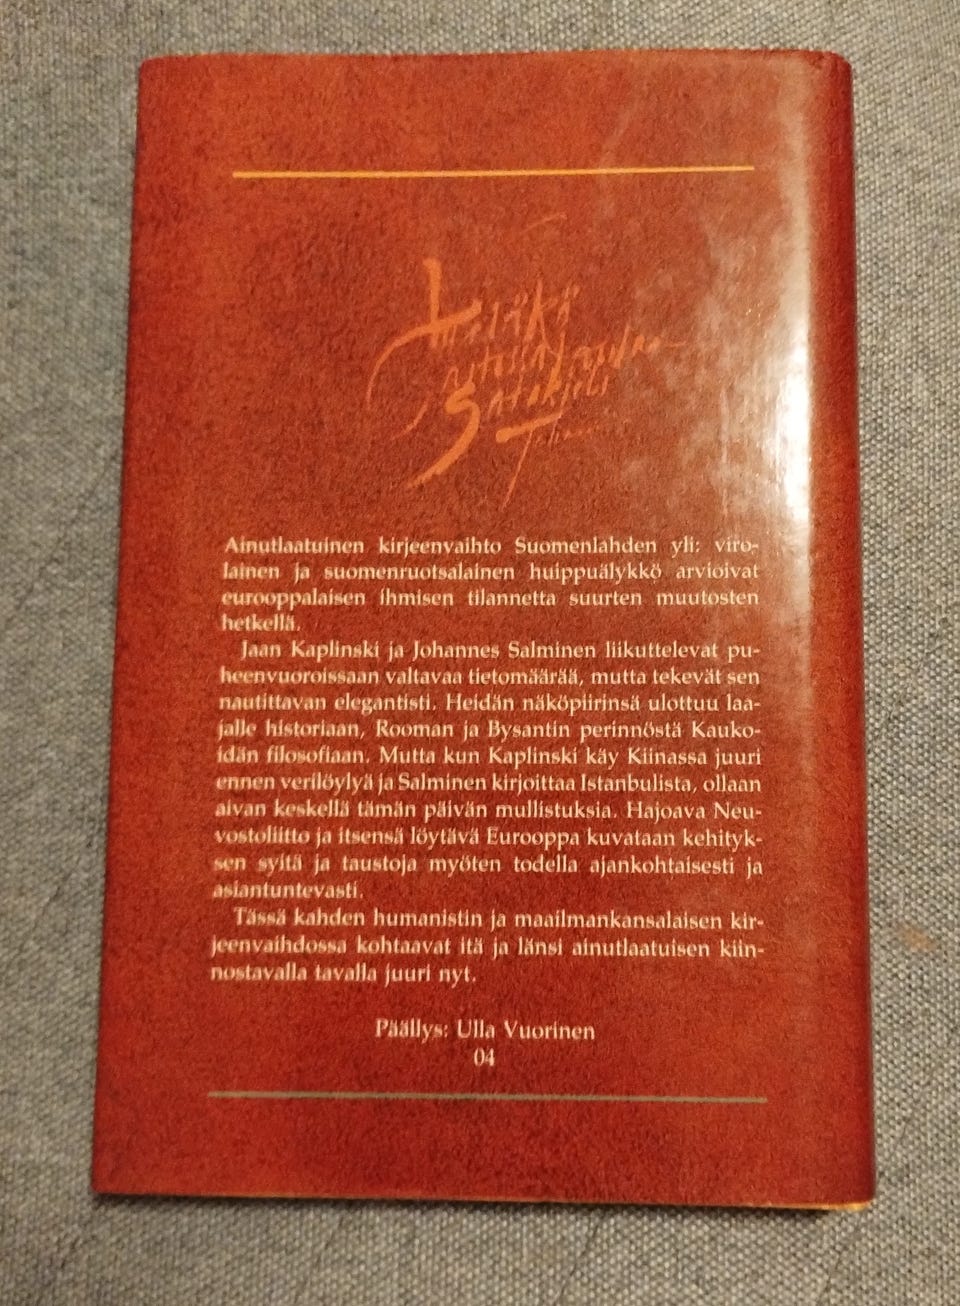 Ainutlaatuinen kirjeenvaihto Suomenlahden yli: viro-
lainen ja suomenruotsalainen huippuälykkö arvioivat
eurooppalaisen ihmisen tilannetta suurten muutosten
hetkellä.
Jaan Kaplinski ja Johannes Salminen liikuttelevat pu-
heenvuoroissaan valtavaa tietomäärää, mutta tekevät sen
nautittavan elegantisti. Heidän näköpiirinsä ulottuu laa-
jalle historiaan, Rooman ja Bysantin perinnöstä Kauko-
idän filosofiaan. Mutta kun Kaplinski käy Kiinassa juuri
ennen verilöylyä ja Salminen kirjoittaa Istanbulista, ollaan
aivan keskellä tämän päivän mullistuksia. Hajoava Neu-
vostoliitto ja itsensä löytävä Eurooppa kuvataan kehityk-
sen syitä ja taustoja myöten todella ajankohtaisesti ja
asiantuntevasti.
Tässä kahden humanistin ja maailmankansalaisen kir-
jeenvaihdossa kohtaavat itä ja länsi ainutlaatuisen kiin-
nostavalla tavalla juuri nyt.
Päällys: Ulla Vuorinen
04